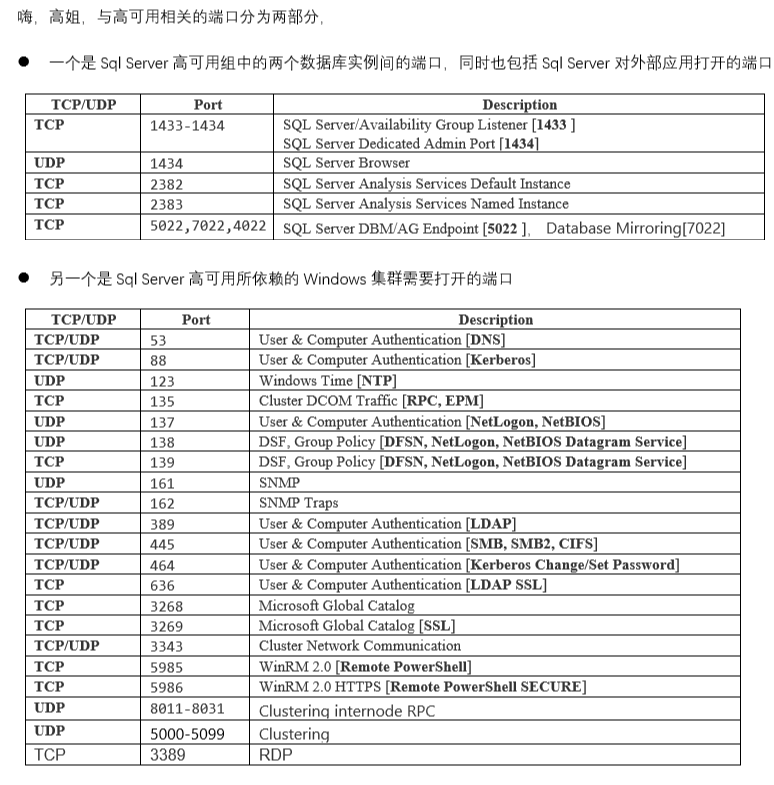 嗨，高姐，与高可用相关的端口分为两部分，
● 一个是 Sql Server 高可用组中的两个数据库实例间的端口，同时也包括 Sql Server 对外部应用打开的端口
TCP/UDP Port Description
TCP 1433-1434 SQL Server/Availability Group Listener [1433 ]
SQL Server Dedicated Admin Port [1434]
UDP 1434 SQL Server Browser
TCP 2382 SQL Server Analysis Services Default Instance
TCP 2383 SQL Server Analysis Services Named Instance
TCP 5022,7022,4022 SQL Server DBM/AG Endpoint [5022 ]， Database Mirroring[7022]
● 另一个是 Sql Server 高可用所依赖的 Windows 集群需要打开的端口
TCP/UDP Port Description
TCP/UDP 53 User & Computer Authentication [DNS]
TCP/UDP 88 User & Computer Authentication [Kerberos]
UDP 123 Windows Time [NTP]
TCP 135 Cluster DCOM Traffic [RPC, EPM]
UDP 137 User & Computer Authentication [NetLogon, NetBIOS]
UDP 138 DSF, Group Policy [DFSN, NetLogon, NetBIOS Datagram Service]
TCP 139 DSF, Group Policy [DFSN, NetLogon, NetBIOS Datagram Service]
UDP 161 SNMP
TCP/UDP 162 SNMP Traps
TCP/UDP 389 User & Computer Authentication [LDAP]
TCP/UDP 445 User & Computer Authentication [SMB, SMB2, CIFS]
TCP/UDP 464 User & Computer Authentication [Kerberos Change/Set Password]
TCP 636 User & Computer Authentication [LDAP SSL]
TCP 3268 Microsoft Global Catalog
TCP 3269 Microsoft Global Catalog [SSL]
TCP/UDP 3343 Cluster Network Communication
TCP 5985 WinRM 2.0 [Remote PowerShell]
TCP 5986 WinRM 2.0 HTTPS [Remote PowerShell SECURE]
UDP 8011-8031 Clustering internode RPC
UDP 5000-5099 Clustering
TCP 3389 RDP